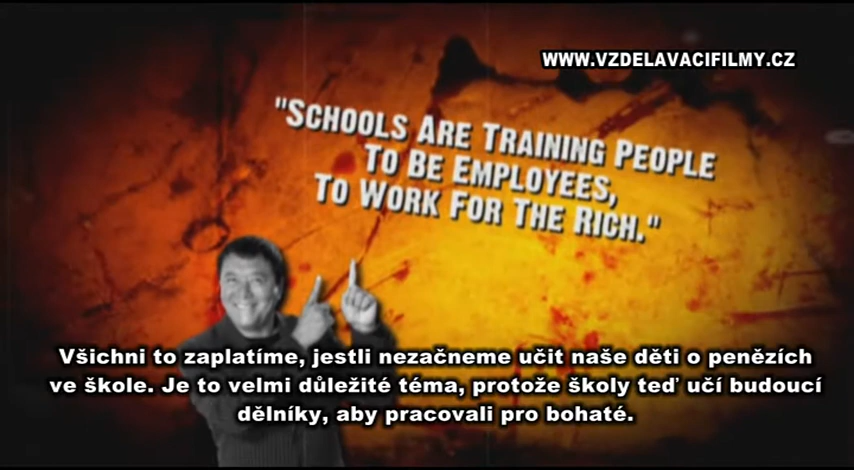 WWW.VZDELAVACIFILMY.CZ
"SCHOOLS ARE TRAINING PEOPLE
TO BE EMPLOYEES,
TO WORK FOR THE RICH."
Všichni to zaplatíme, jestli nezačneme učit naše děti o penězích
ve škole. Je to velmi důležité téma, protože školy teď učí budoucí
dělníky, aby pracovali pro bohaté.